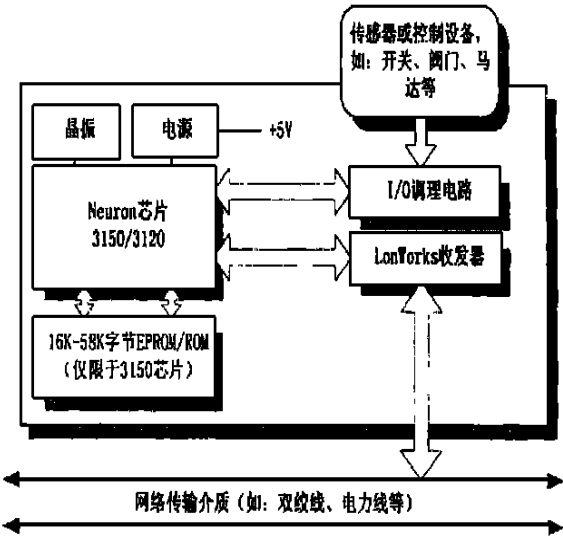 传感器或控制设备，
如：开关、阀门、马
达等
晶振
电源
+5V
Neuron芯片
3150/3120
I/O调理电路
LonWorks收发器
16K-58K字节EPROM/ROM
（仅限于3150芯片）
网络传输介质（如：双绞线、电力线等）